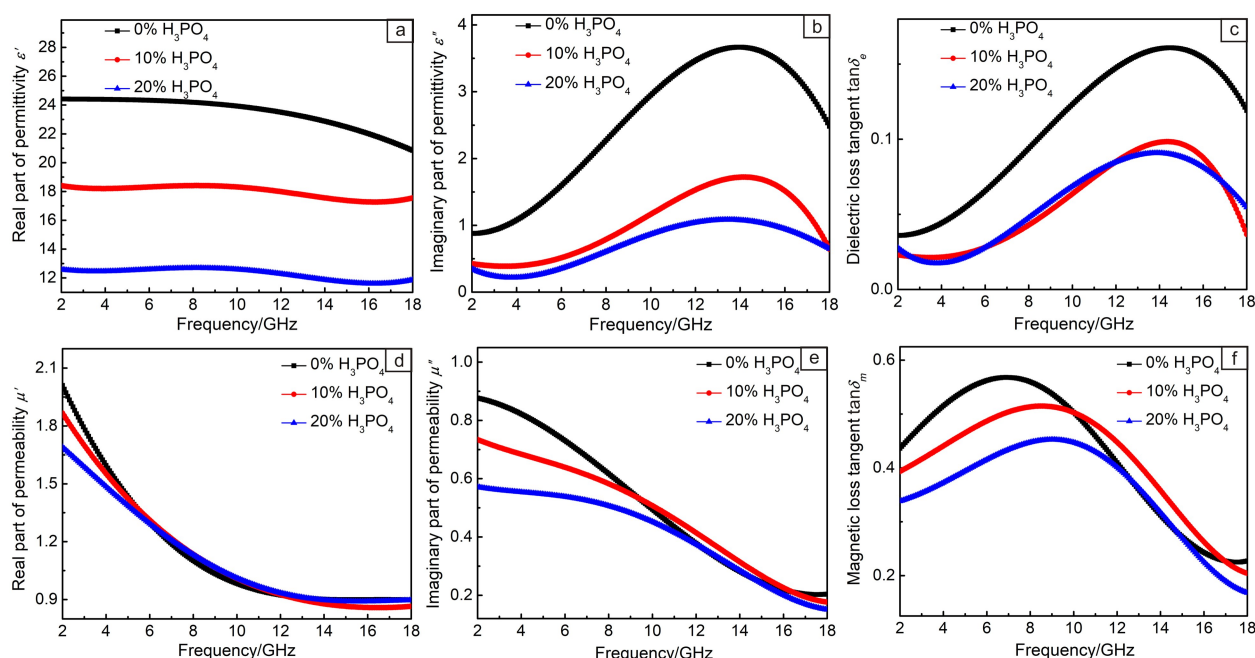 a
0% H₃PO₄
10% H₃PO₄
20% H₃PO₄
Real part of permittivity ε′
28
26
24
22
20
18
16
14
12
2 4 6 8 10 12 14 16 18
Frequency/GHz
b
0% H₃PO₄
10% H₃PO₄
20% H₃PO₄
Imaginary part of permittivity ε″
4
3
2
1
0
2 4 6 8 10 12 14 16 18
Frequency/GHz
c
0% H₃PO₄
10% H₃PO₄
20% H₃PO₄
Dielectric loss tangent tanδₑ
0.1
0.0
2 4 6 8 10 12 14 16 18
Frequency/GHz
d
0% H₃PO₄
10% H₃PO₄
20% H₃PO₄
Real part of permeability μ′
2.1
1.8
1.5
1.2
0.9
2 4 6 8 10 12 14 16 18
Frequency/GHz
e
0% H₃PO₄
10% H₃PO₄
20% H₃PO₄
Imaginary part of permeability μ″
1.0
0.8
0.6
0.4
0.2
2 4 6 8 10 12 14 16 18
Frequency/GHz
f
0% H₃PO₄
10% H₃PO₄
20% H₃PO₄
Magnetic loss tangent tanδₘ
0.6
0.4
0.2
2 4 6 8 10 12 14 16 18
Frequency/GHz